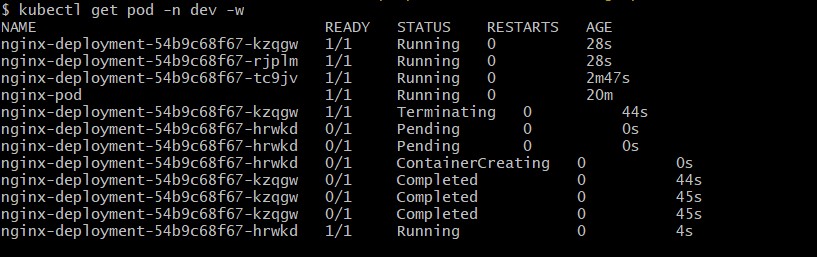 $ kubectl get pod -n dev -w
NAME READY STATUS RESTARTS AGE
nginx-deployment-54b9c68f67-kzqgw 1/1 Running 0 28s
nginx-deployment-54b9c68f67-rjplm 1/1 Running 0 28s
nginx-deployment-54b9c68f67-tc9jv 1/1 Running 0 2m47s
nginx-pod 1/1 Running 0 20m
nginx-deployment-54b9c68f67-kzqgw 1/1 Terminating 0 44s
nginx-deployment-54b9c68f67-hrwkd 0/1 Pending 0 0s
nginx-deployment-54b9c68f67-hrwkd 0/1 Pending 0 0s
nginx-deployment-54b9c68f67-hrwkd 0/1 ContainerCreating 0 0s
nginx-deployment-54b9c68f67-kzqgw 0/1 Completed 0 44s
nginx-deployment-54b9c68f67-kzqgw 0/1 Completed 0 45s
nginx-deployment-54b9c68f67-kzqgw 0/1 Completed 0 45s
nginx-deployment-54b9c68f67-hrwkd 1/1 Running 0 4s